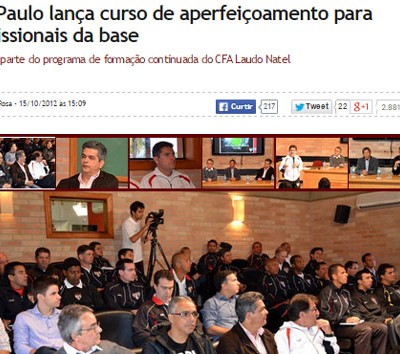 Paulo lança curso de aperfeiçoamento para
issionais da base
parte do programa de formação continuada do CFA Laudo Natel
Rosa - 15/10/2012 às 15:09
Curtir 217 Tweet 22 +1 2.881